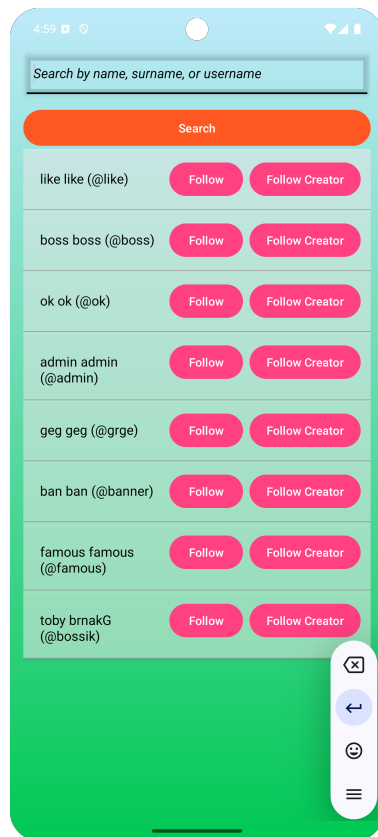 4:59
Search by name, surname, or username
Search
like like (@like) Follow Follow Creator
boss boss (@boss) Follow Follow Creator
ok ok (@ok) Follow Follow Creator
admin admin Follow Follow Creator
(@admin)
geg geg (@grge) Follow Follow Creator
ban ban (@banner) Follow Follow Creator
famous famous Follow Follow Creator
(@famous)
toby brnakG Follow Follow Creator
(@bossik)